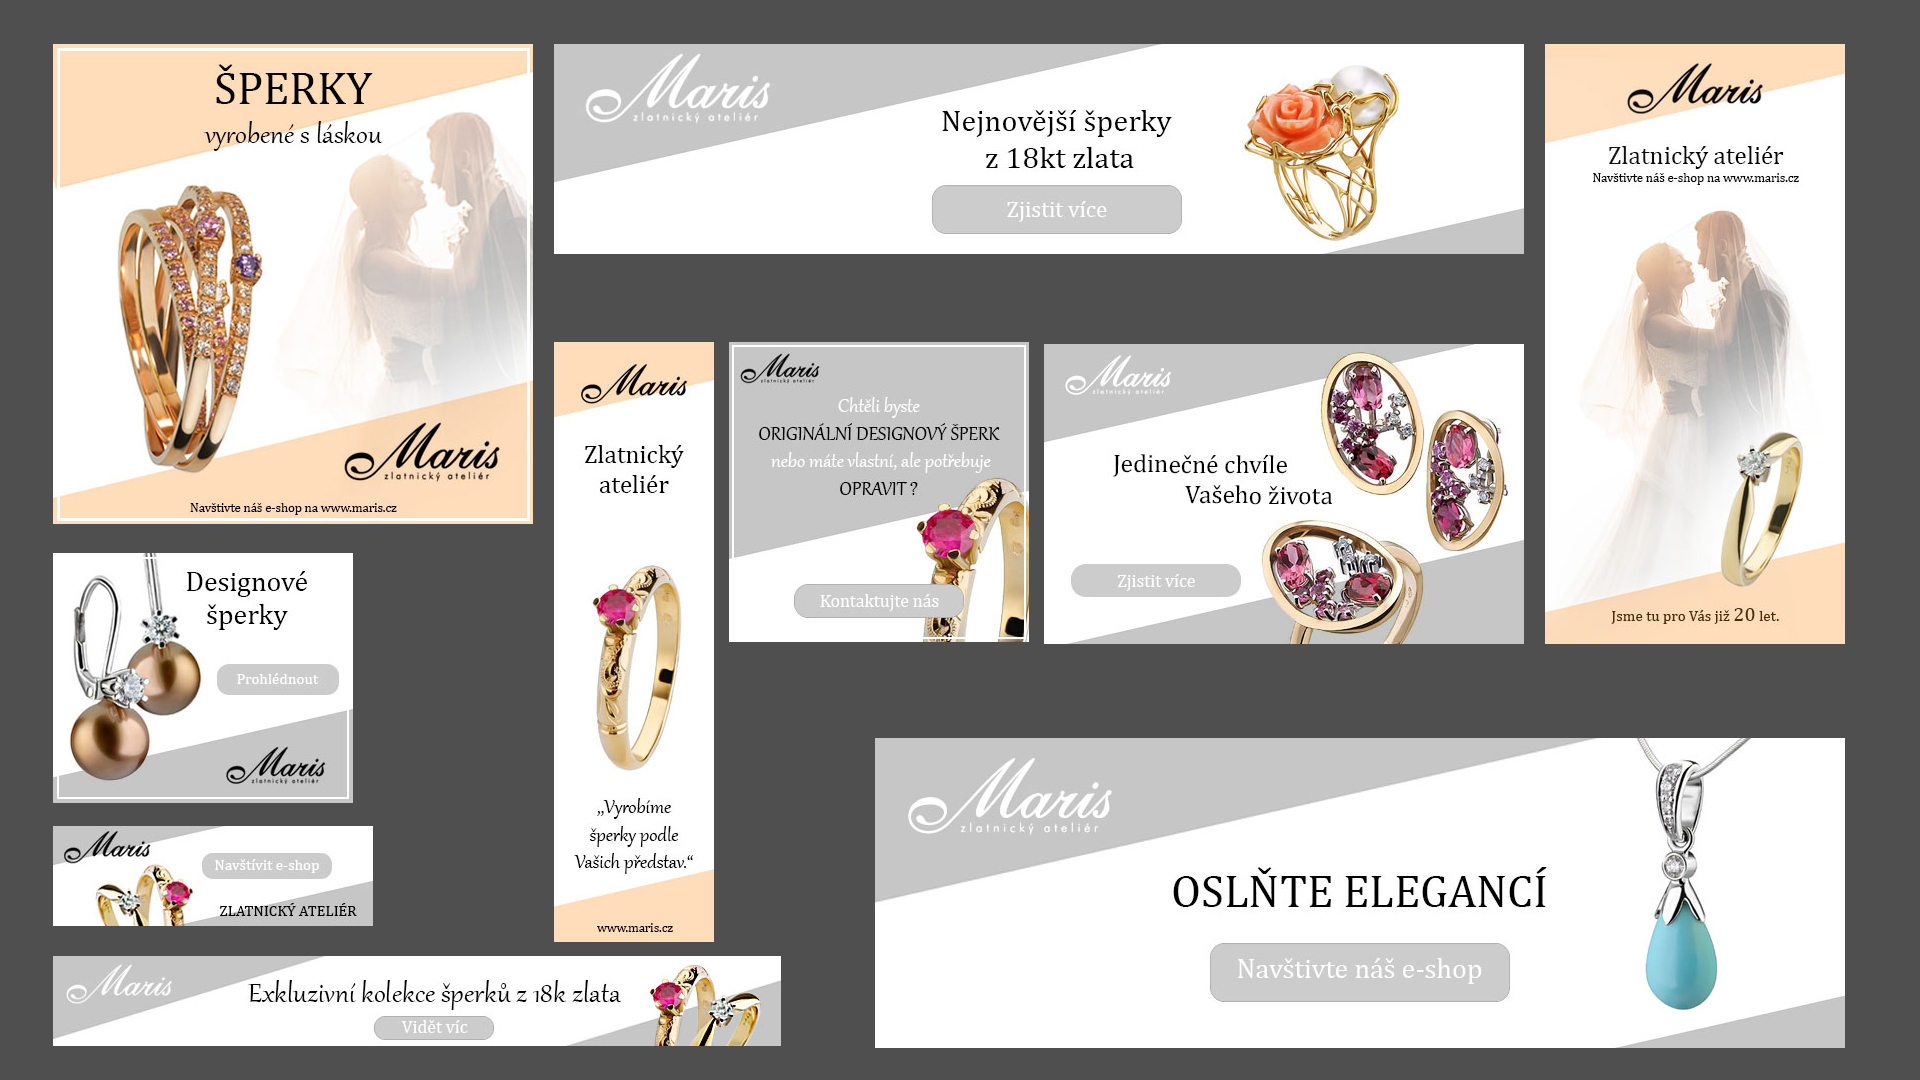 ŠPERKY
vyrobené s láskou
Maris
zlatnický ateliér
Navštivte náš e-shop na www.maris.cz
Maris
zlatnický ateliér
Nejnovější šperky
z 18kt zlata
Zjistit více
Maris
Zlatnický ateliér
Navštivte náš e-shop na www.maris.cz
Jsme tu pro Vás již 20 let.
Maris
Zlatnický
ateliér
„Vyrobíme
šperky podle
Vašich představ.“
www.maris.cz
Maris
zlatnický ateliér
Chtěli byste
ORIGINÁLNÍ DESIGNOVÝ ŠPERK
nebo máte vlastní, ale potřebuje
OPRAVIT ?
Kontaktujte nás
Maris
zlatnický ateliér
Jedinečné chvíle
Vašeho života
Zjistit více
Designové
šperky
Prohlédnout
Maris
zlatnický ateliér
Maris
Navštívit e-shop
ZLATNICKÝ ATELIÉR
Maris
Exkluzivní kolekce šperků z 18k zlata
Vidět víc
Maris
zlatnický ateliér
OSLŇTE ELEGANCÍ
Navštivte náš e-shop